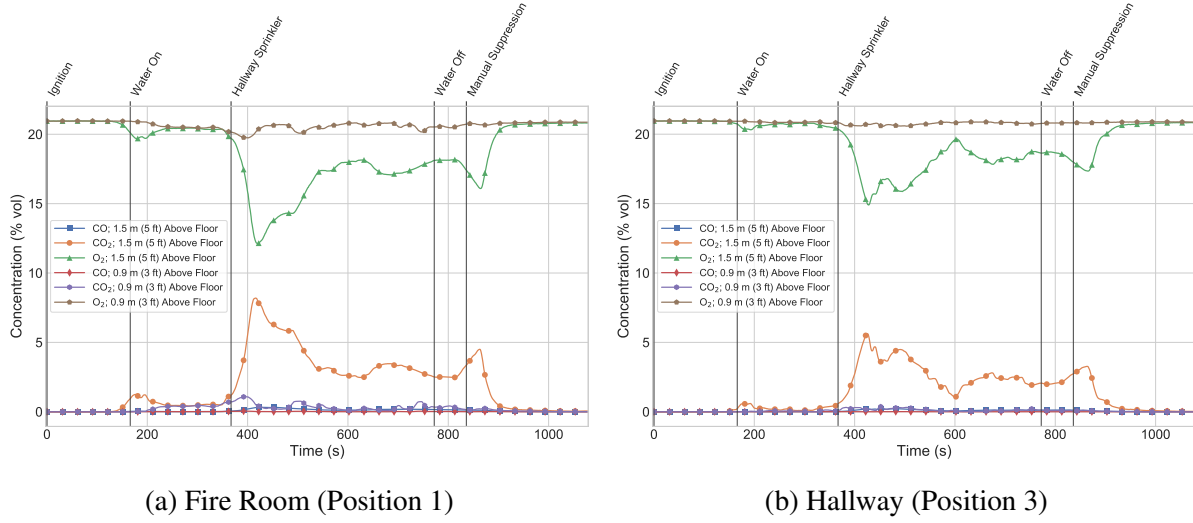 Ignition
Water On
Hallway Sprinkler
Water Off
Manual Suppression
Concentration (% vol)
20
15
10
5
0
CO; 1.5 m (5 ft) Above Floor
CO₂; 1.5 m (5 ft) Above Floor
O₂; 1.5 m (5 ft) Above Floor
CO; 0.9 m (3 ft) Above Floor
CO₂; 0.9 m (3 ft) Above Floor
O₂; 0.9 m (3 ft) Above Floor
0 200 400 600 800 1000
Time (s)
(a) Fire Room (Position 1)
Ignition
Water On
Hallway Sprinkler
Water Off
Manual Suppression
Concentration (% vol)
20
15
10
5
0
CO; 1.5 m (5 ft) Above Floor
CO₂; 1.5 m (5 ft) Above Floor
O₂; 1.5 m (5 ft) Above Floor
CO; 0.9 m (3 ft) Above Floor
CO₂; 0.9 m (3 ft) Above Floor
O₂; 0.9 m (3 ft) Above Floor
0 200 400 600 800 1000
Time (s)
(b) Hallway (Position 3)